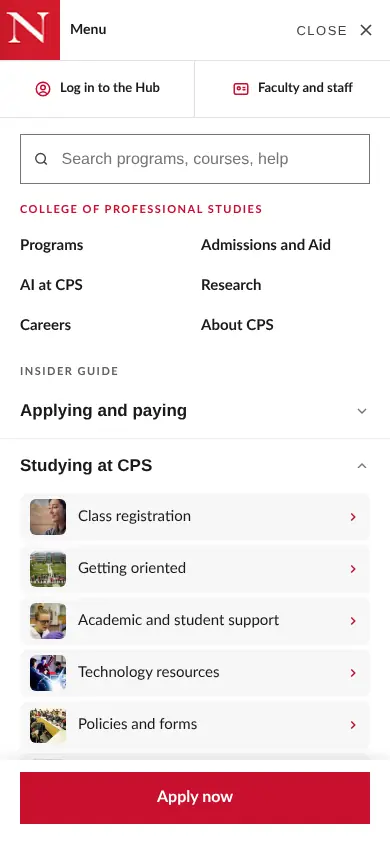 N
Menu
CLOSE
Log in to the Hub
Faculty and staff
Search programs, courses, help
COLLEGE OF PROFESSIONAL STUDIES
Programs
Admissions and Aid
AI at CPS
Research
Careers
About CPS
INSIDER GUIDE
Applying and paying
Studying at CPS
Class registration
Getting oriented
Academic and student support
Technology resources
Policies and forms
Apply now